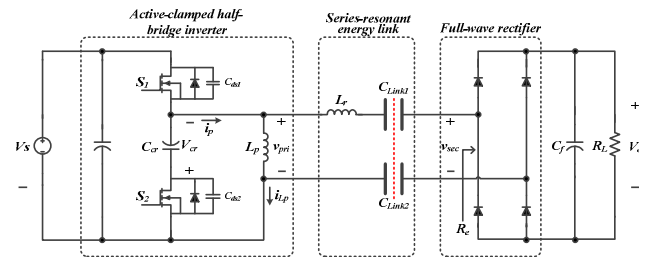 Active-clamped half-
bridge inverter
Series-resonant
energy link
Full-wave rectifier
S1
Cds1
Lr
CLink1
+
− ip
+
+
+
Vs
Ccr
Vcr
Lp
vpri
vsec
Cf
RL
V
−
+
−
−
−
S2
Cds2
iLp
CLink2
Re